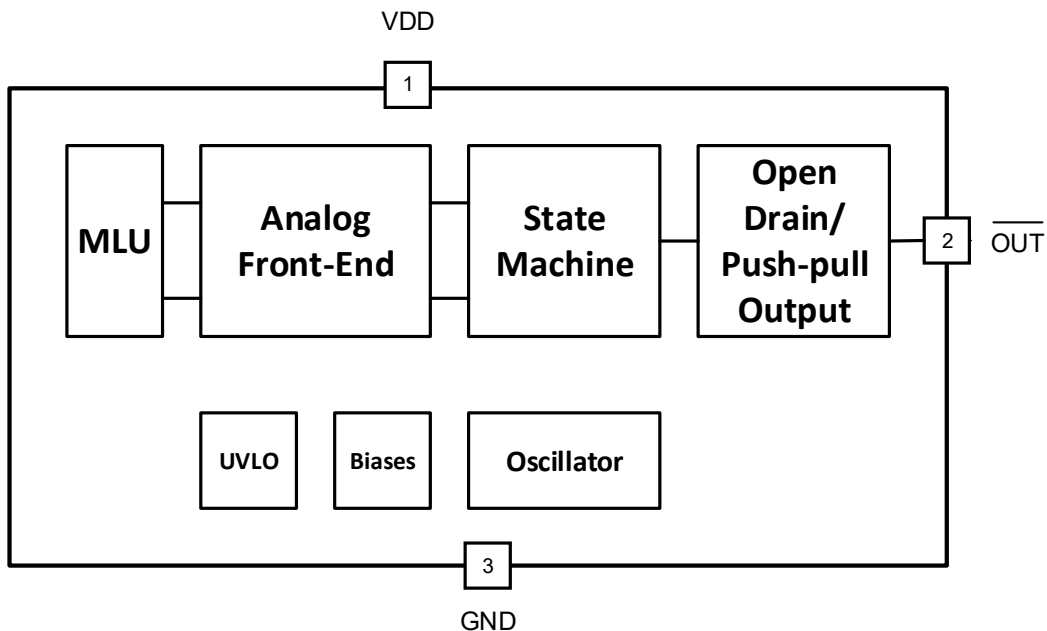 VDD
1
MLU
Analog
Front-End
State
Machine
Open
Drain/
Push-pull
Output
2
OUT
UVLO
Biases
Oscillator
3
GND